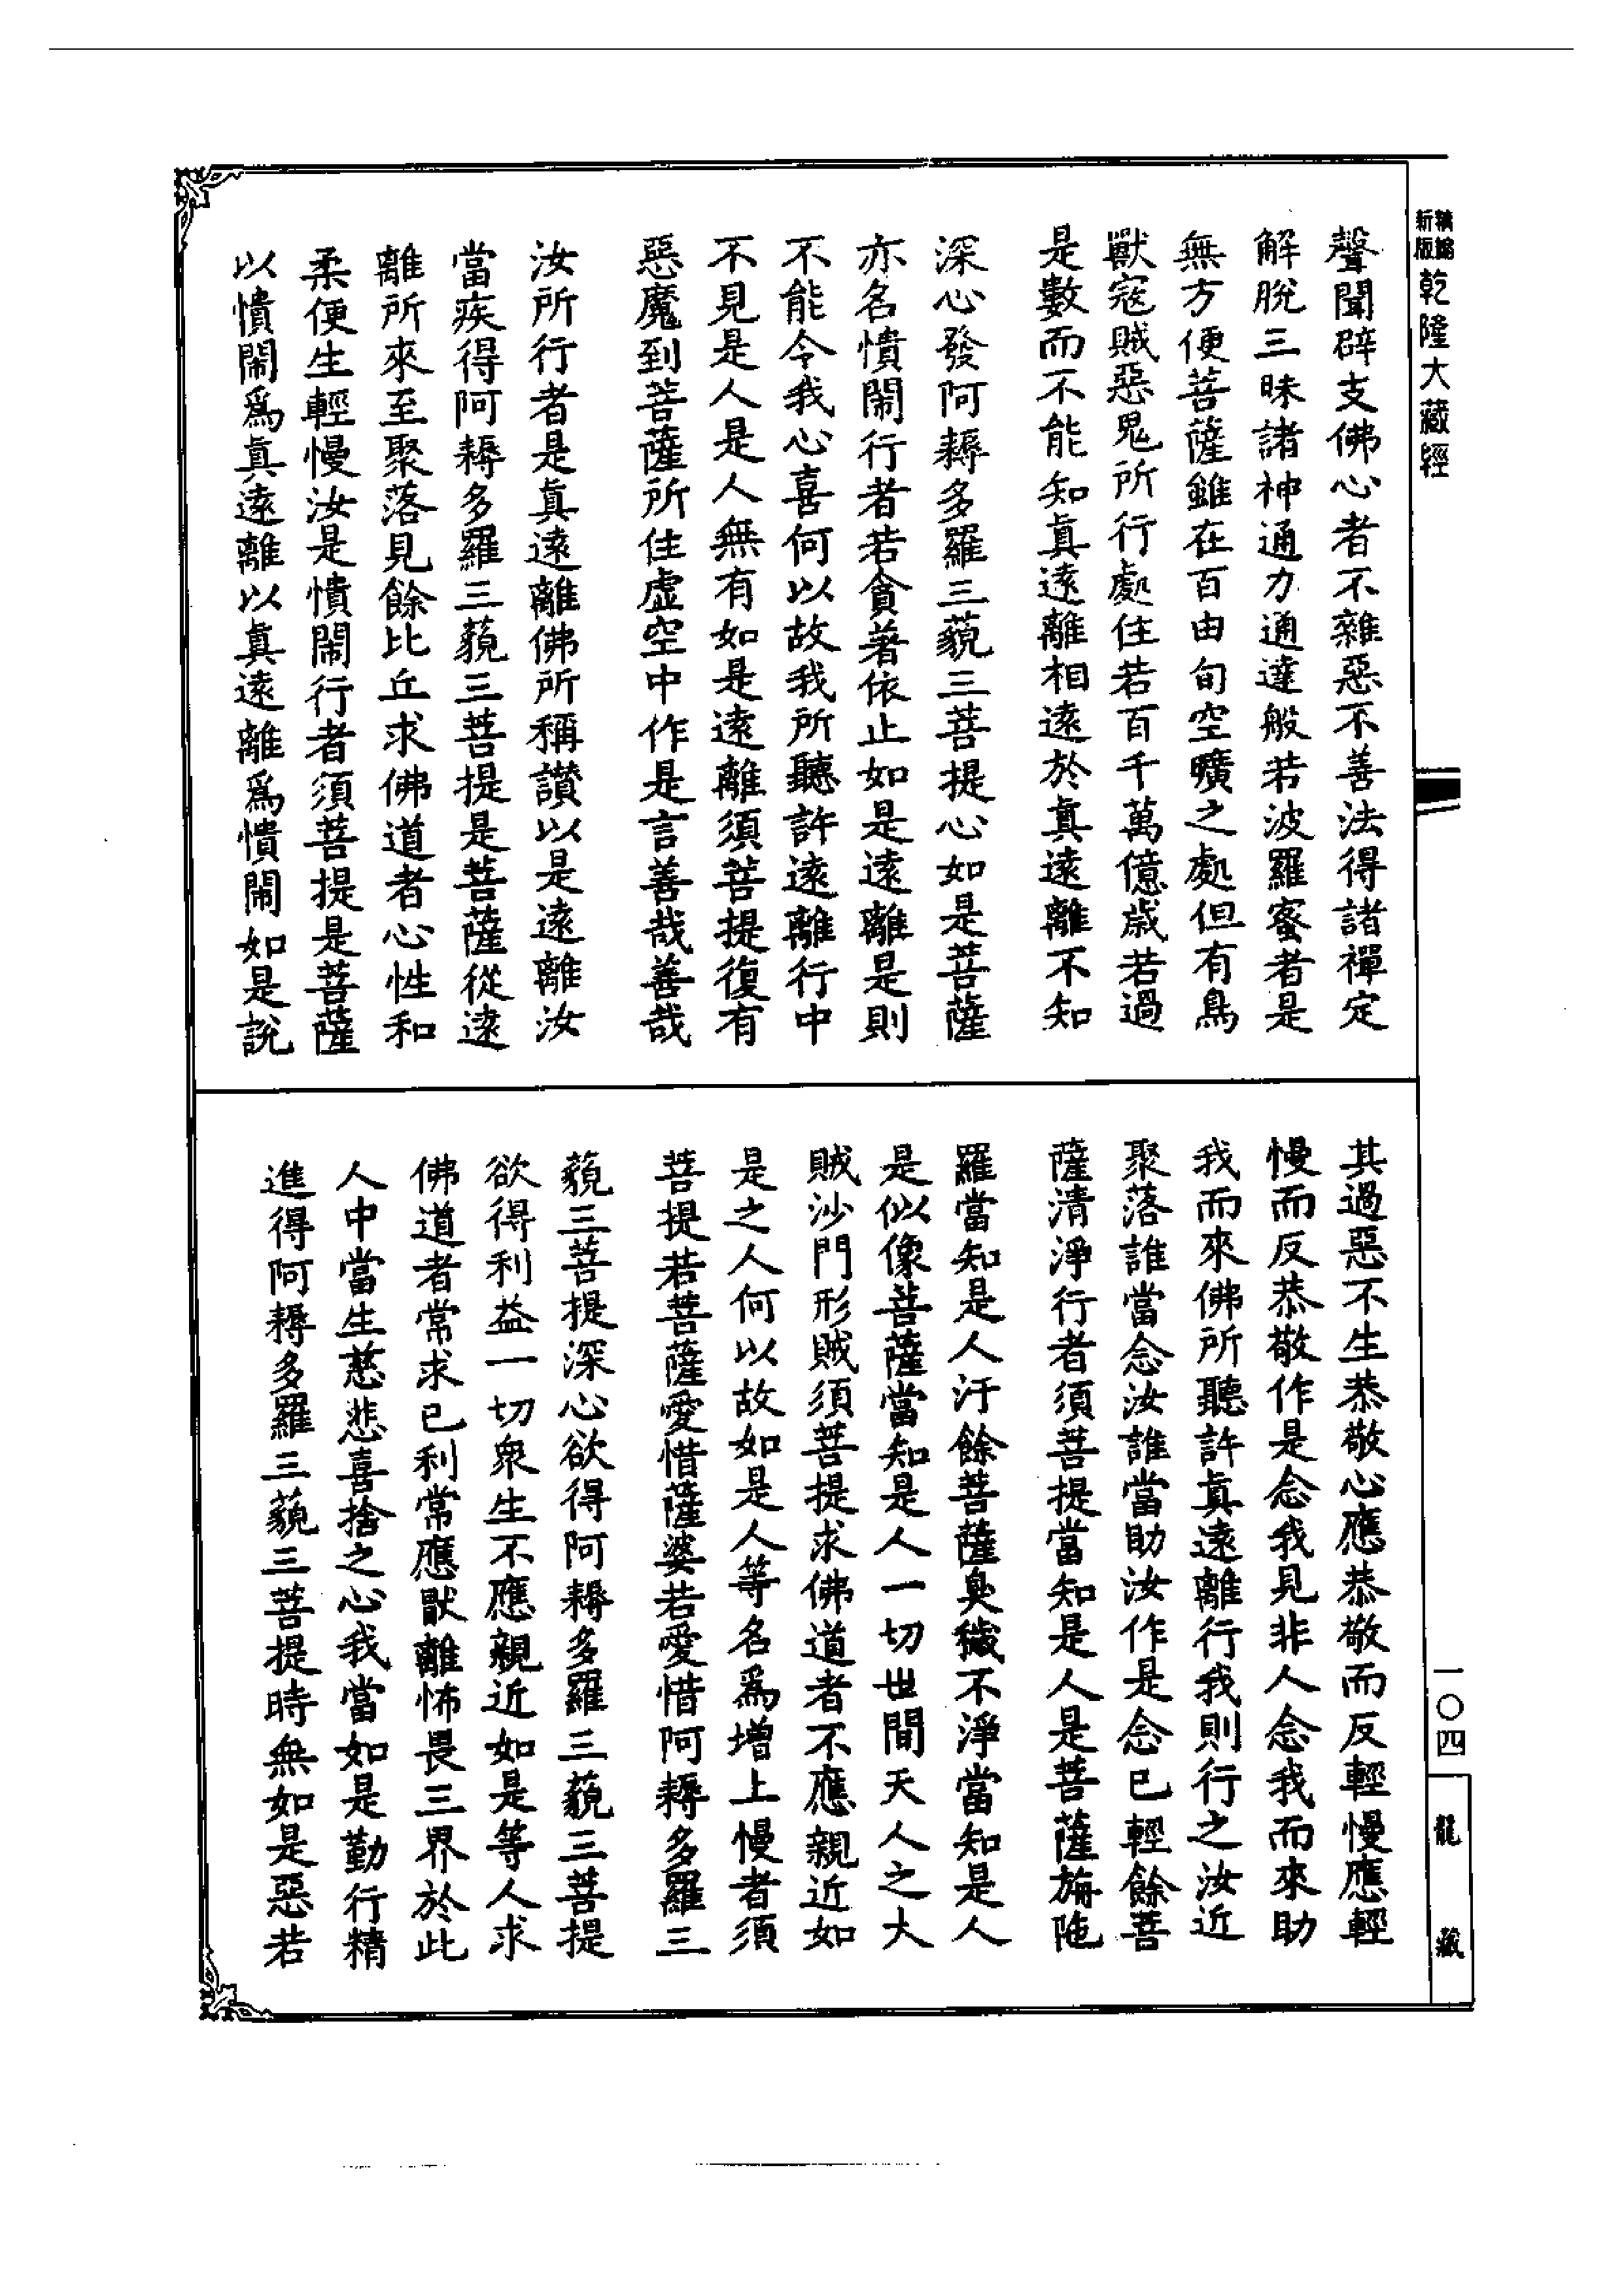 新版精縮乾隆大藏經
聲聞辟支佛心者不雜惡不善法得諸禪定
解脫三昧諸神通力通達般若波羅蜜者是
無方便菩薩雖在百由旬空曠之處但有鳥
獸寇賊惡鬼所行處住若百千萬億歲若過
是數而不能知真遠離相遠於真遠離不知
深心發阿耨多羅三藐三菩提心如是菩薩
亦名憒閙行者若貪著依止如是遠離是則
不能令我心喜何以故我所聽許遠離行中
不見是人是人無有如是遠離須菩提復有
惡魔到菩薩所住虛空中作是言善哉善哉
汝所行者是真遠離佛所稱讚以是遠離汝
當疾得阿耨多羅三藐三菩提是菩薩從遠
離所來至聚落見餘比丘求佛道者心性和
柔便生輕慢汝是憒閙行者須菩提是菩薩
以憒閙爲真遠離以真遠離爲憒閙如是說
其過惡不生恭敬心應恭敬而反輕慢應輕
慢而反恭敬作是念我見非人念我而來助
我而來佛所聽許真遠離行我則行之汝近
聚落誰當念汝誰當助汝作是念已輕餘菩
薩清淨行者須菩提當知是人是菩薩旃陁
羅當知是人汙餘菩薩臭穢不淨當知是人
是似像菩薩當知是人一切世間天人之大
賊沙門形賊須菩提求佛道者不應親近如
是之人何以故如是人等名爲增上慢者須
菩提若菩薩愛惜薩婆若愛惜阿耨多羅三
藐三菩提深心欲得阿耨多羅三藐三菩提
欲得利益一切衆生不應親近如是等人求
佛道者常求已利常應厭離怖畏三界於此
人中當生慈悲喜捨之心我當如是勤行精
進得阿耨多羅三藐三菩提時無如是惡若
一〇四
龍藏